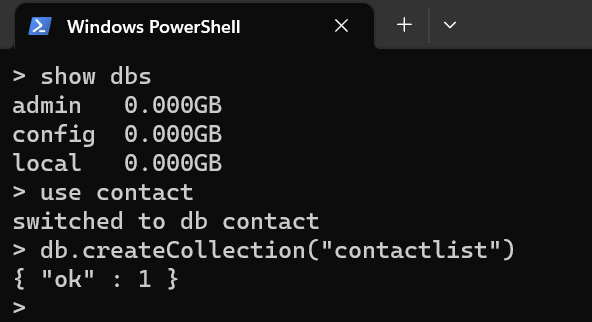 Windows PowerShell
> show dbs
admin   0.000GB
config  0.000GB
local   0.000GB
> use contact
switched to db contact
> db.createCollection("contactlist")
{ "ok" : 1 }
>